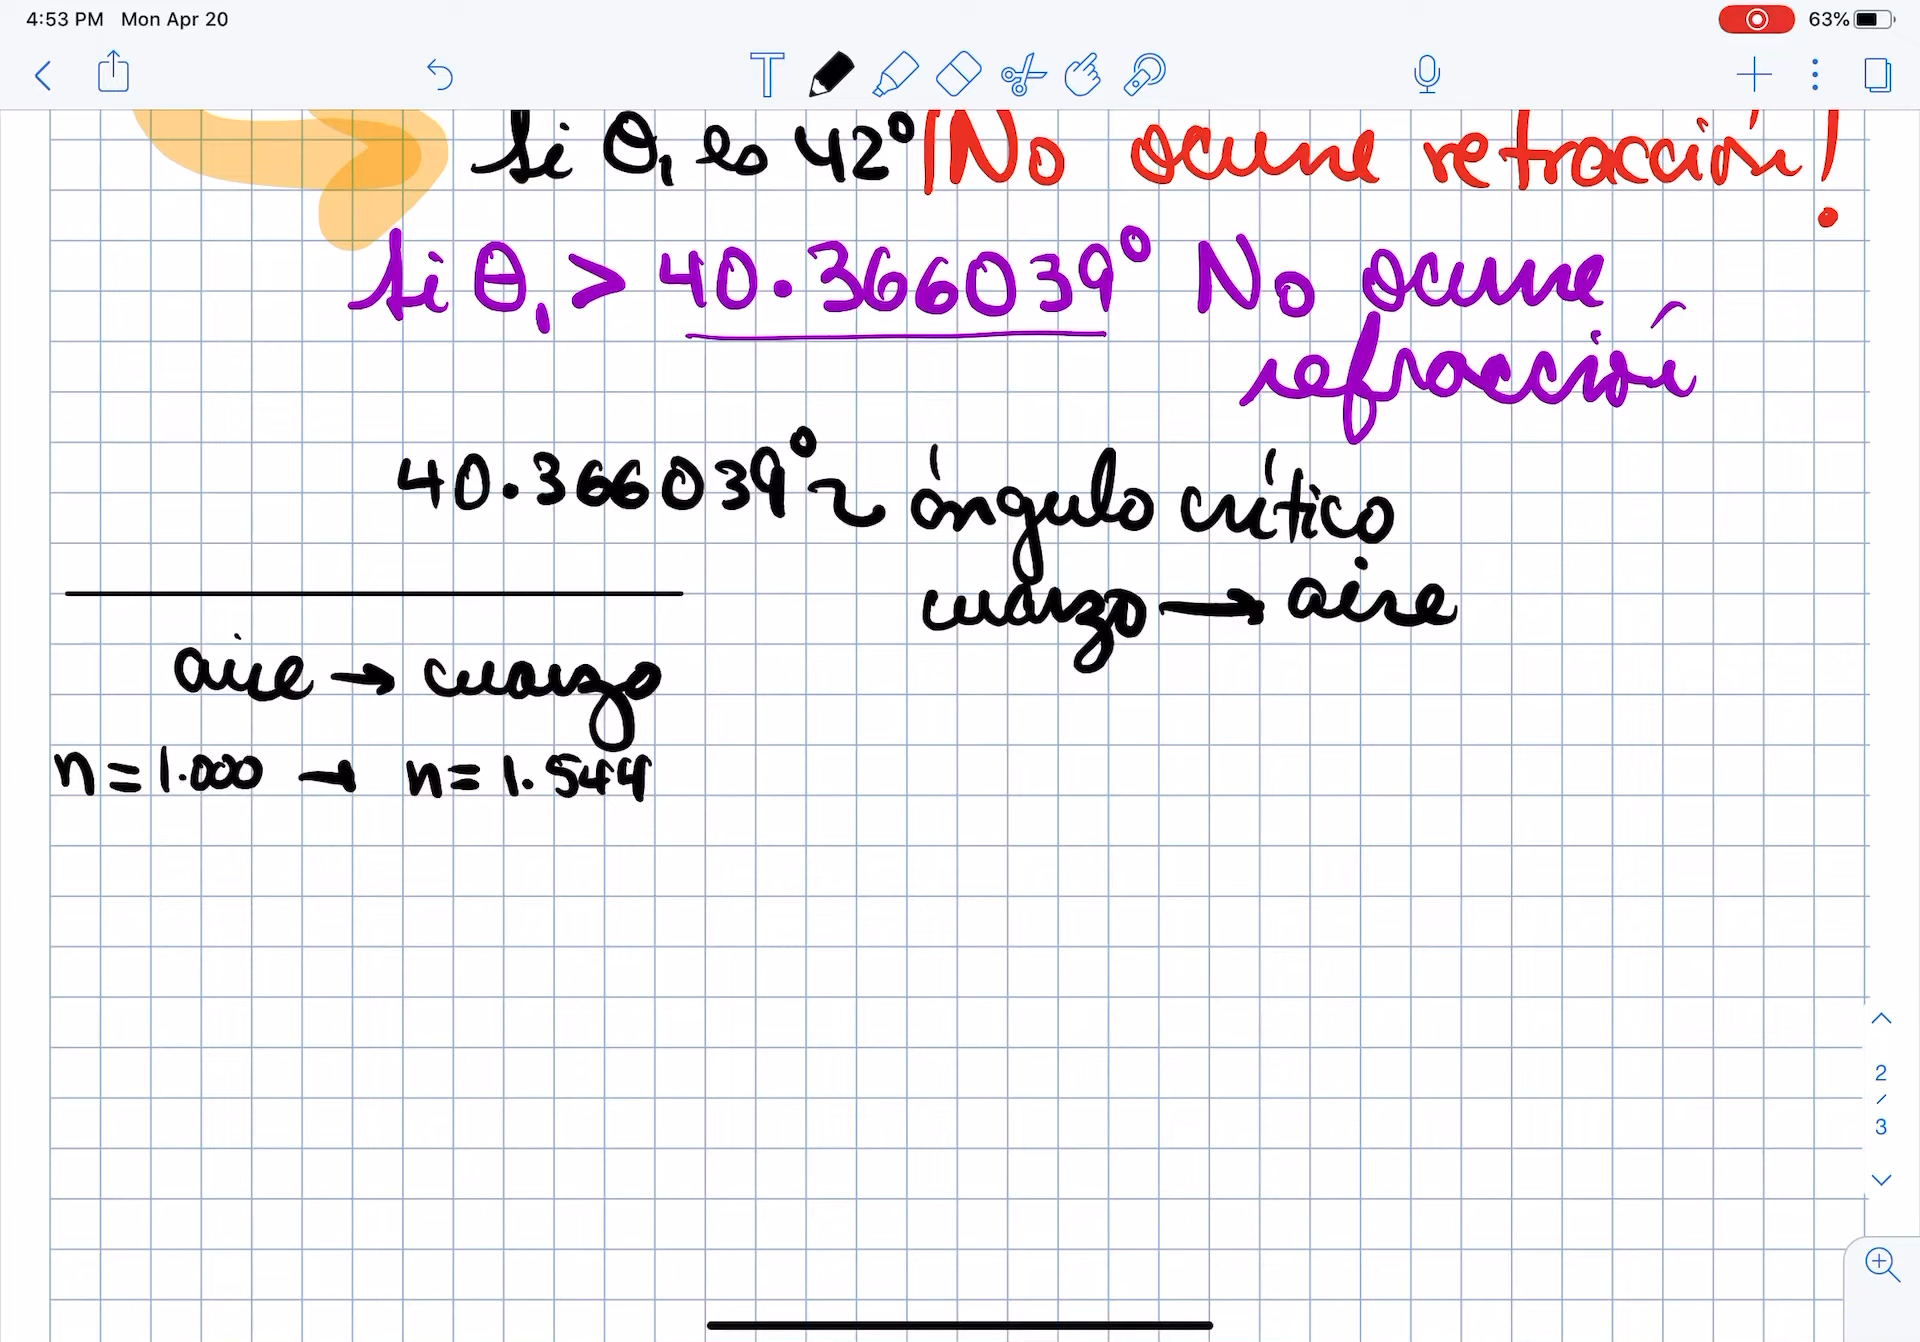 4:53 PM Mon Apr 20
63%
T
Si θ₁ es 42° ¡No ocurre refracción!
Si θ₁ > 40.366039° No ocurre
refracción
40.366039° ~ ángulo crítico
cuarzo → aire
aire → cuarzo
n = 1.000 → n = 1.544
2
/
3